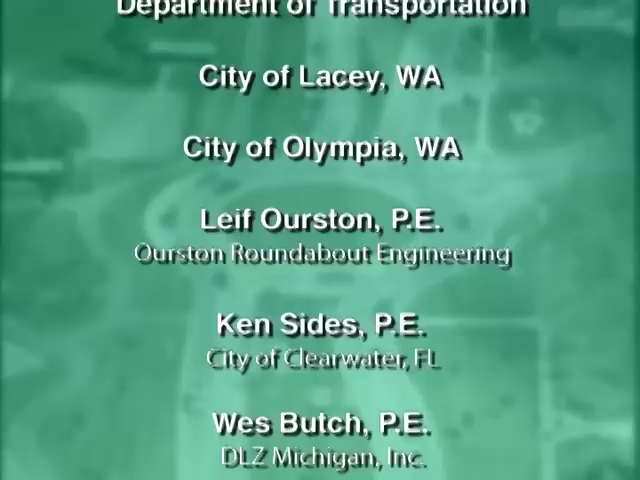 Department of Transportation
City of Lacey, WA
City of Olympia, WA
Leif Ourston, P.E.
Ourston Roundabout Engineering
Ken Sides, P.E.
City of Clearwater, FL
Wes Butch, P.E.
DLZ Michigan, Inc.